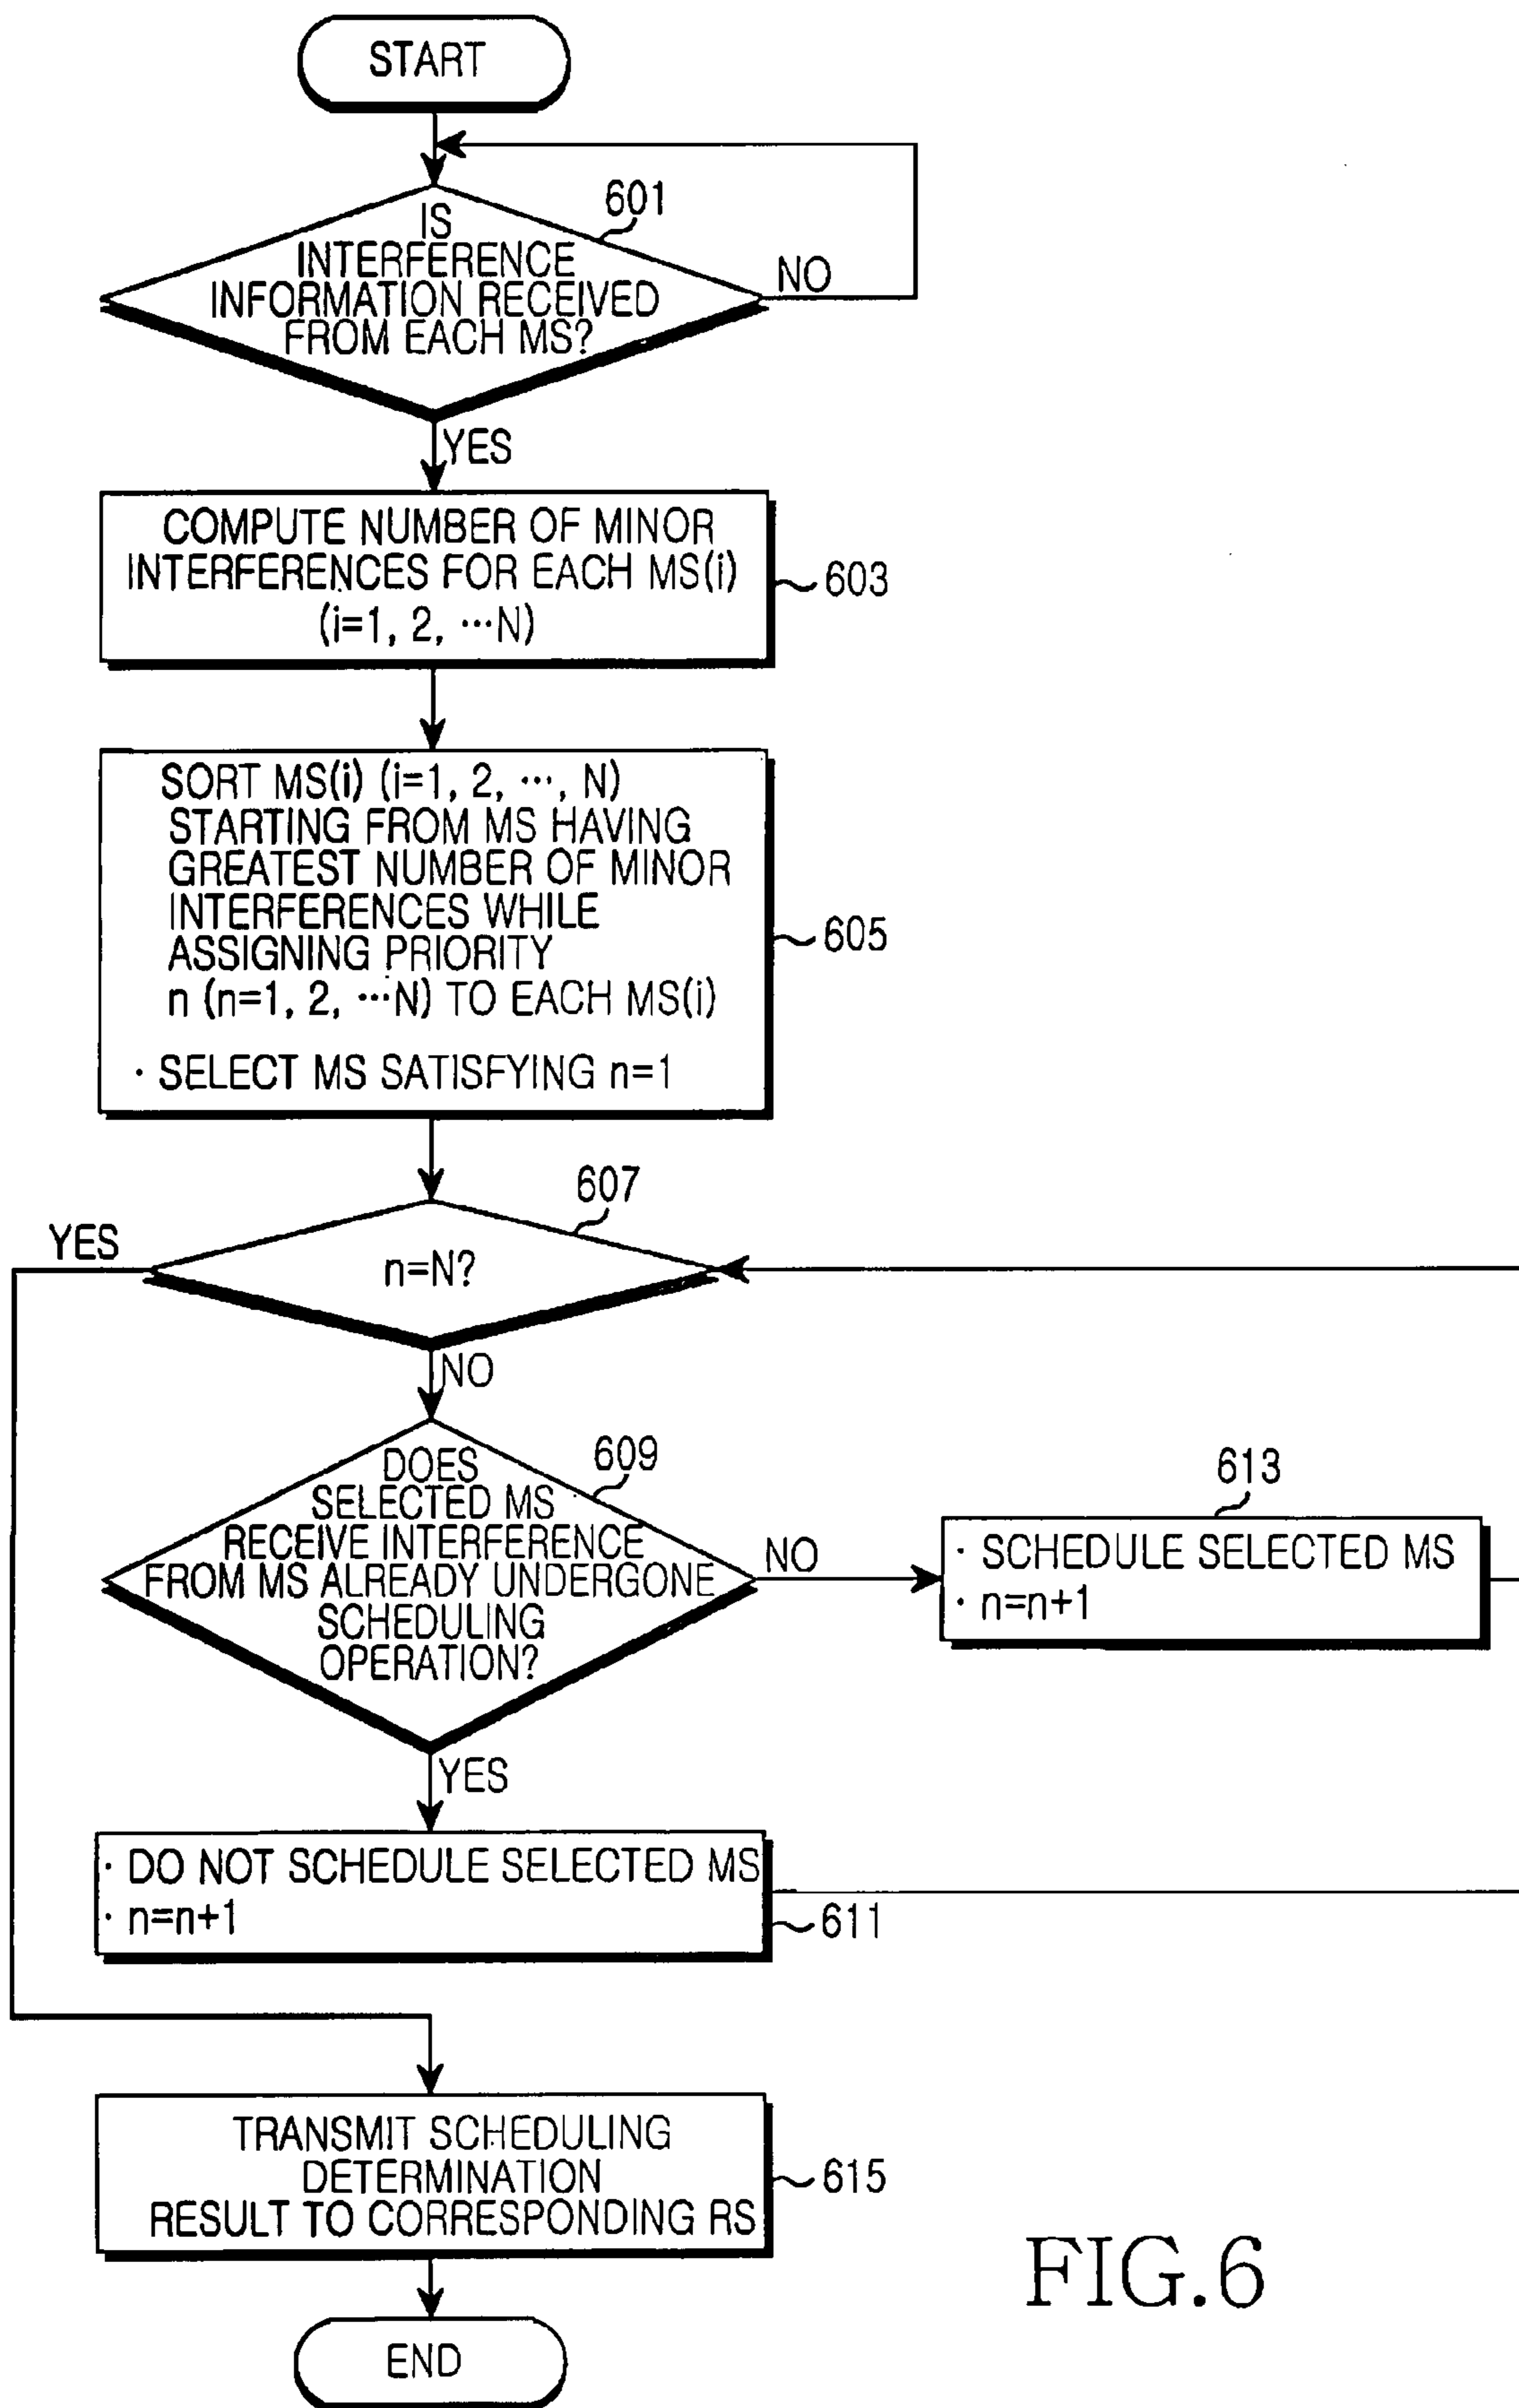 START
601
IS
INTERFERENCE
INFORMATION RECEIVED
FROM EACH MS?
NO
YES
COMPUTE NUMBER OF MINOR
INTERFERENCES FOR EACH MS(i)
(i=1, 2, ···N)
603
SORT MS(i) (i=1, 2, ···, N)
STARTING FROM MS HAVING
GREATEST NUMBER OF MINOR
INTERFERENCES WHILE
ASSIGNING PRIORITY
n (n=1, 2, ···N) TO EACH MS(i)
· SELECT MS SATISFYING n=1
605
607
YES
n=N?
NO
609
DOES
SELECTED MS
RECEIVE INTERFERENCE
FROM MS ALREADY UNDERGONE
SCHEDULING
OPERATION?
NO
613
· SCHEDULE SELECTED MS
· n=n+1
YES
· DO NOT SCHEDULE SELECTED MS
· n=n+1
611
TRANSMIT SCHEDULING
DETERMINATION
RESULT TO CORRESPONDING RS
615
END
FIG.6